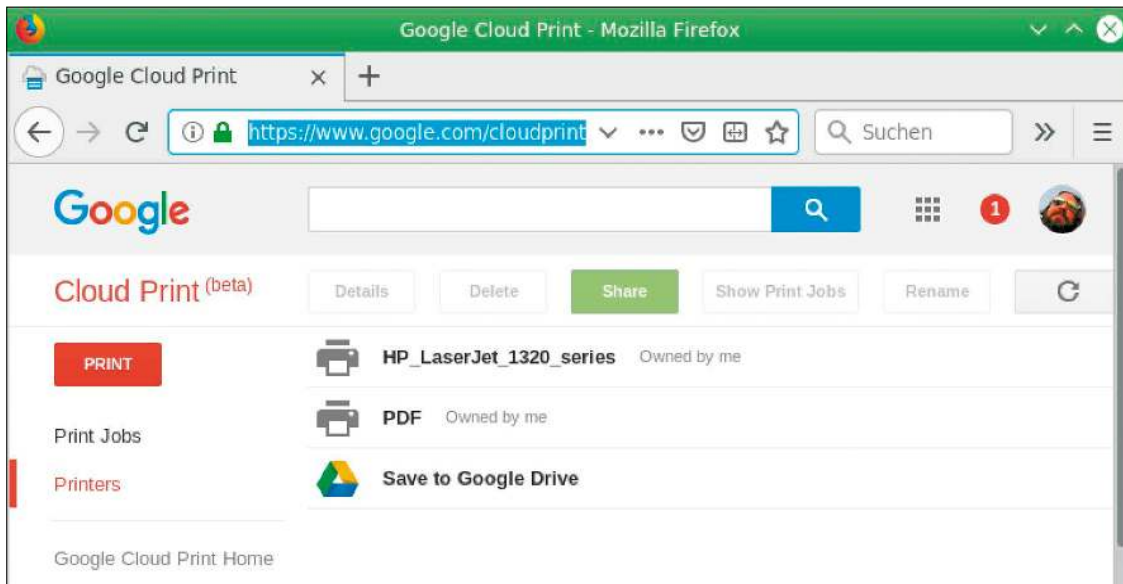 Google Cloud Print - Mozilla Firefox
Google Cloud Print
https://www.google.com/cloudprint
Suchen
Google
1
Cloud Print (beta)
Details
Delete
Share
Show Print Jobs
Rename
PRINT
HP_LaserJet_1320_series Owned by me
PDF Owned by me
Print Jobs
Save to Google Drive
Printers
Google Cloud Print Home